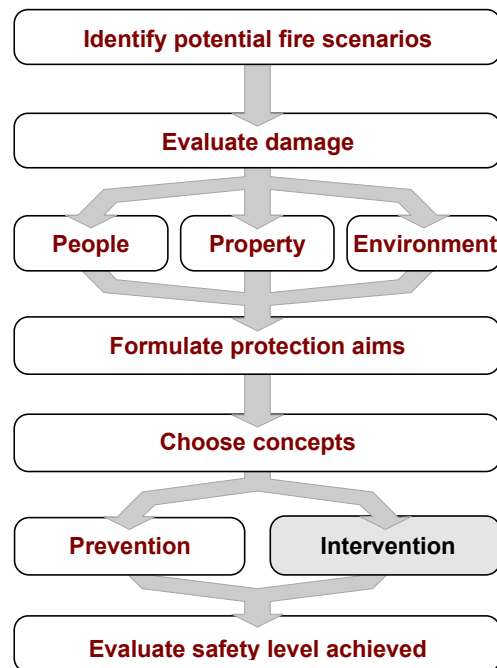 Identify potential fire scenarios
Evaluate damage
People
Property
Environment
Formulate protection aims
Choose concepts
Prevention
Intervention
Evaluate safety level achieved